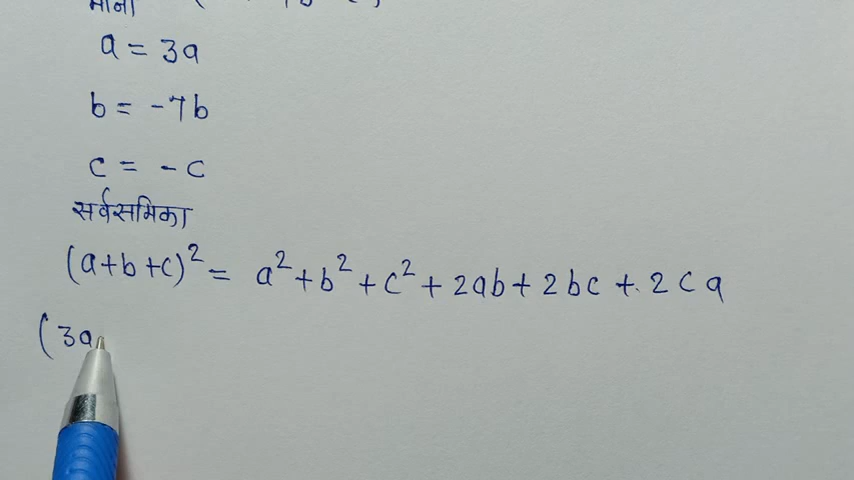 माना
a = 3a
b = -7b
c = -c
सर्वसमिका
(a+b+c)² = a²+b²+c²+2ab+2bc+2ca
(3a